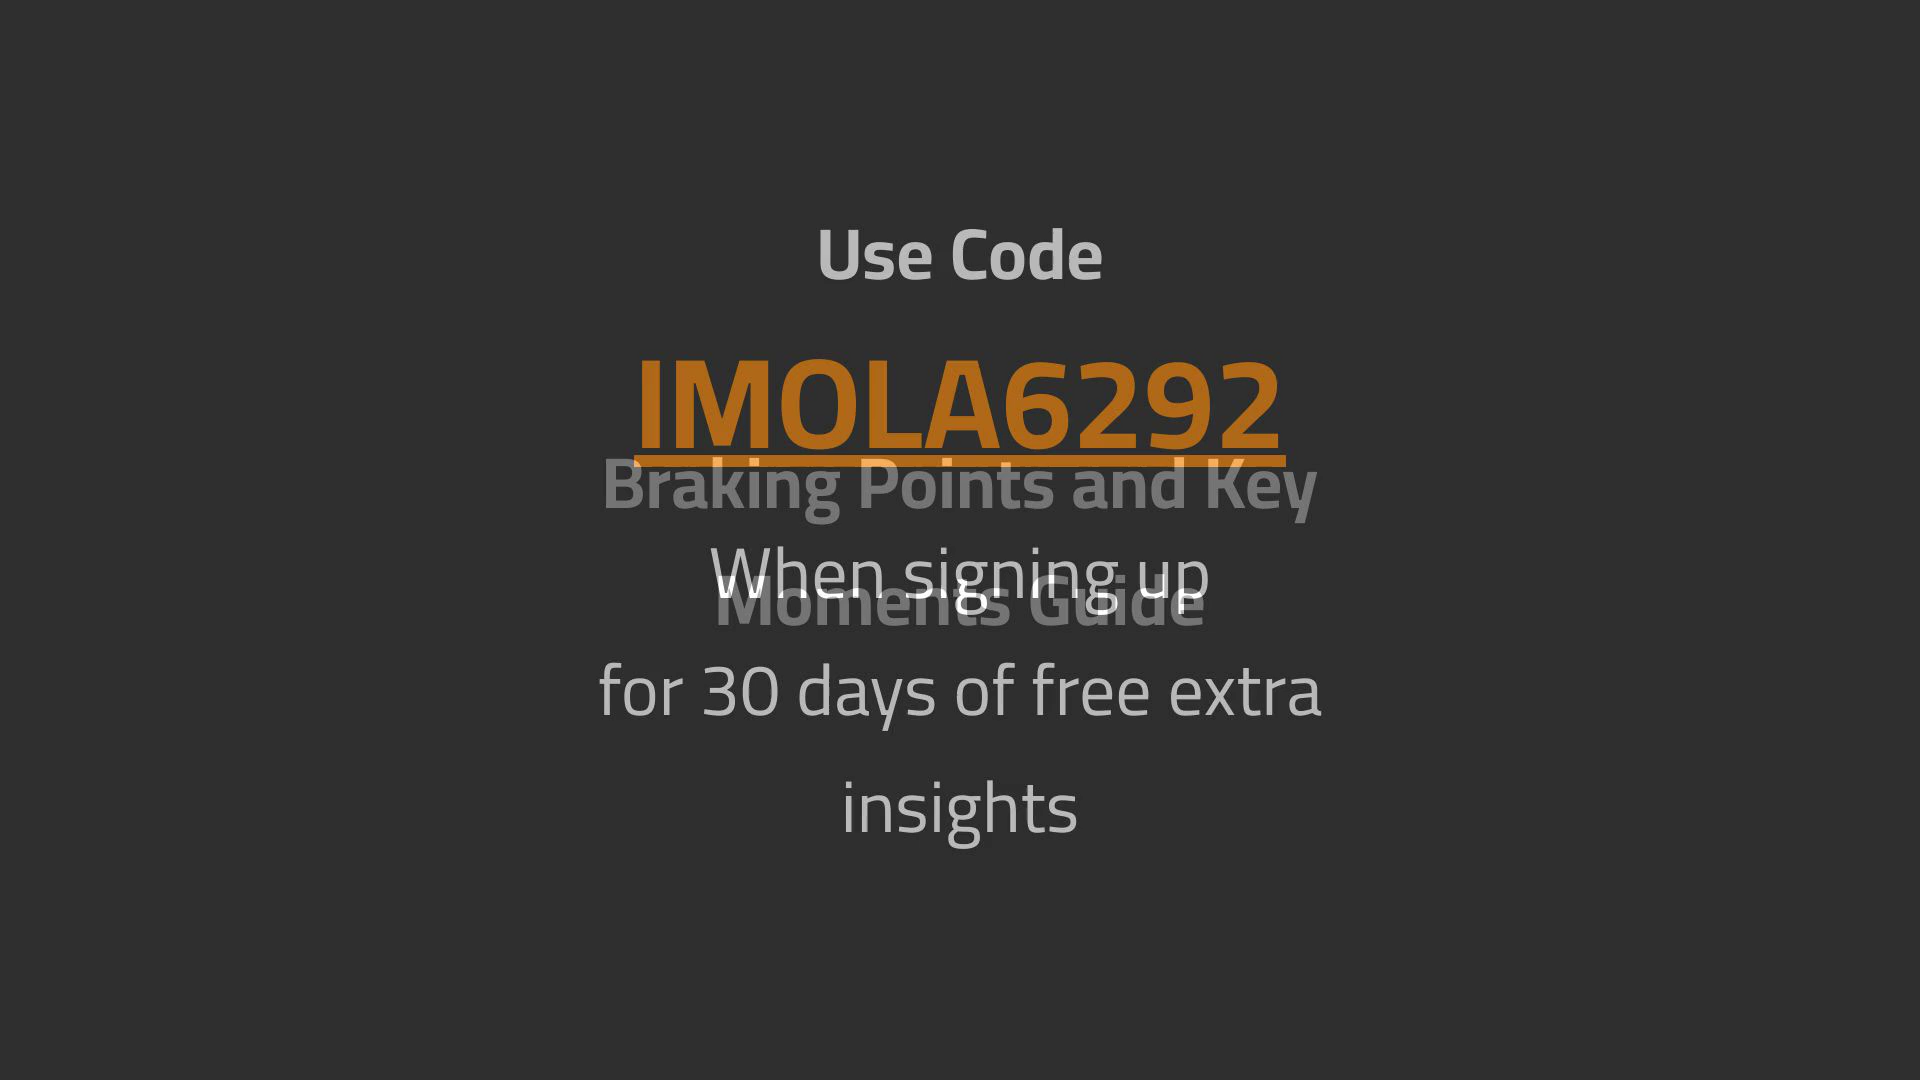 Use Code
IMOLA6292
Braking Points and Key
When signing up
Moments Guide
for 30 days of free extra
insights